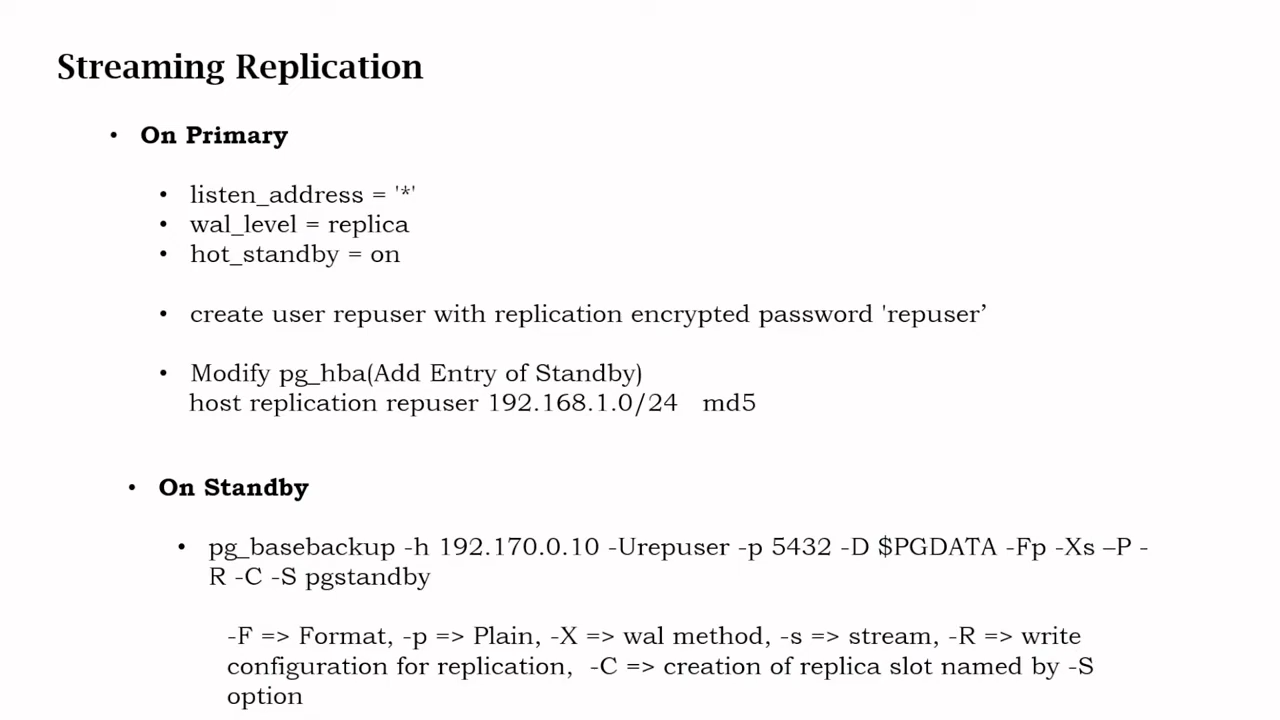 Streaming Replication
• On Primary
• listen_address = '*'
• wal_level = replica
• hot_standby = on
• create user repuser with replication encrypted password 'repuser’
• Modify pg_hba(Add Entry of Standby)
host replication repuser 192.168.1.0/24 md5
• On Standby
• pg_basebackup -h 192.170.0.10 -Urepuser -p 5432 -D $PGDATA -Fp -Xs –P -
R -C -S pgstandby
-F => Format, -p => Plain, -X => wal method, -s => stream, -R => write
configuration for replication, -C => creation of replica slot named by -S
option